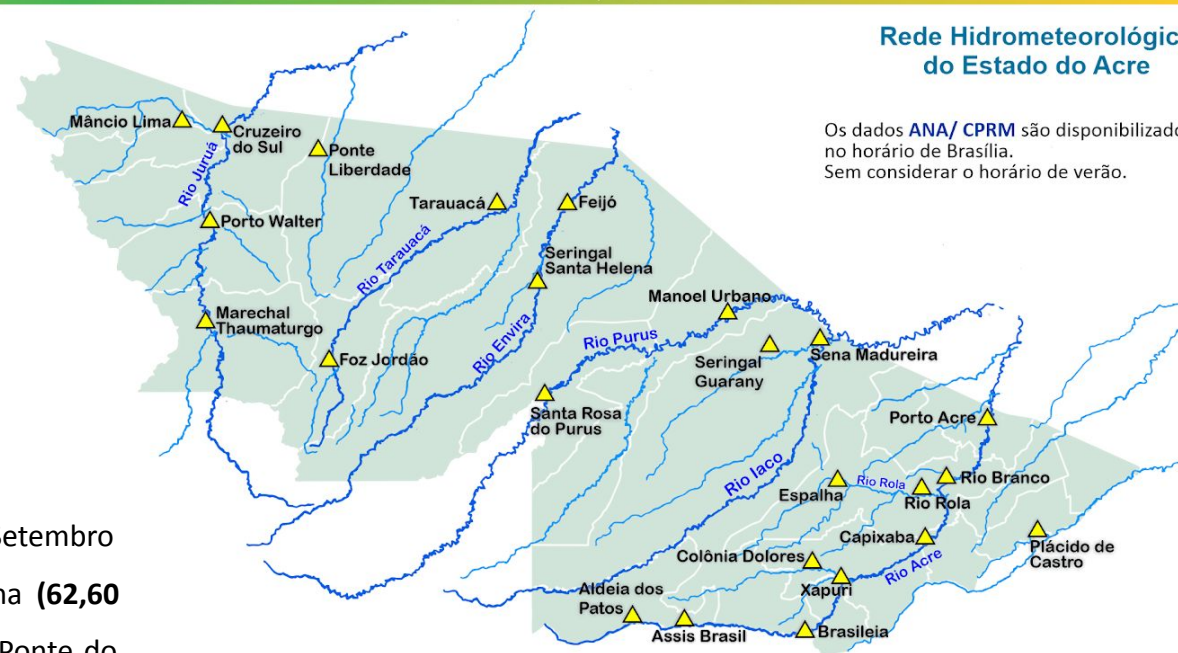 Rede Hidrometeorológic
do Estado do Acre
Os dados ANA/ CPRM são disponibilizado
no horário de Brasília.
Sem considerar o horário de verão.
Mâncio Lima
Cruzeiro
do Sul
Ponte
Liberdade
Rio Juruá
Porto Walter
Tarauacá
Feijó
Rio Tarauacá
Seringal
Santa Helena
Manoel Urbano
Marechal
Thaumaturgo
Foz Jordão
Rio Envira
Rio Purus
Seringal
Guarany
Sena Madureira
Santa Rosa
do Purus
Porto Acre
Rio Iaco
Espalha
Rio Rola
Rio Rola
Rio Branco
Capixaba
Plácido de
Castro
Colônia Dolores
Xapuri
Rio Acre
Aldeia dos
Patos
Assis Brasil
Brasileia
Setembro
na (62,60
Ponte do